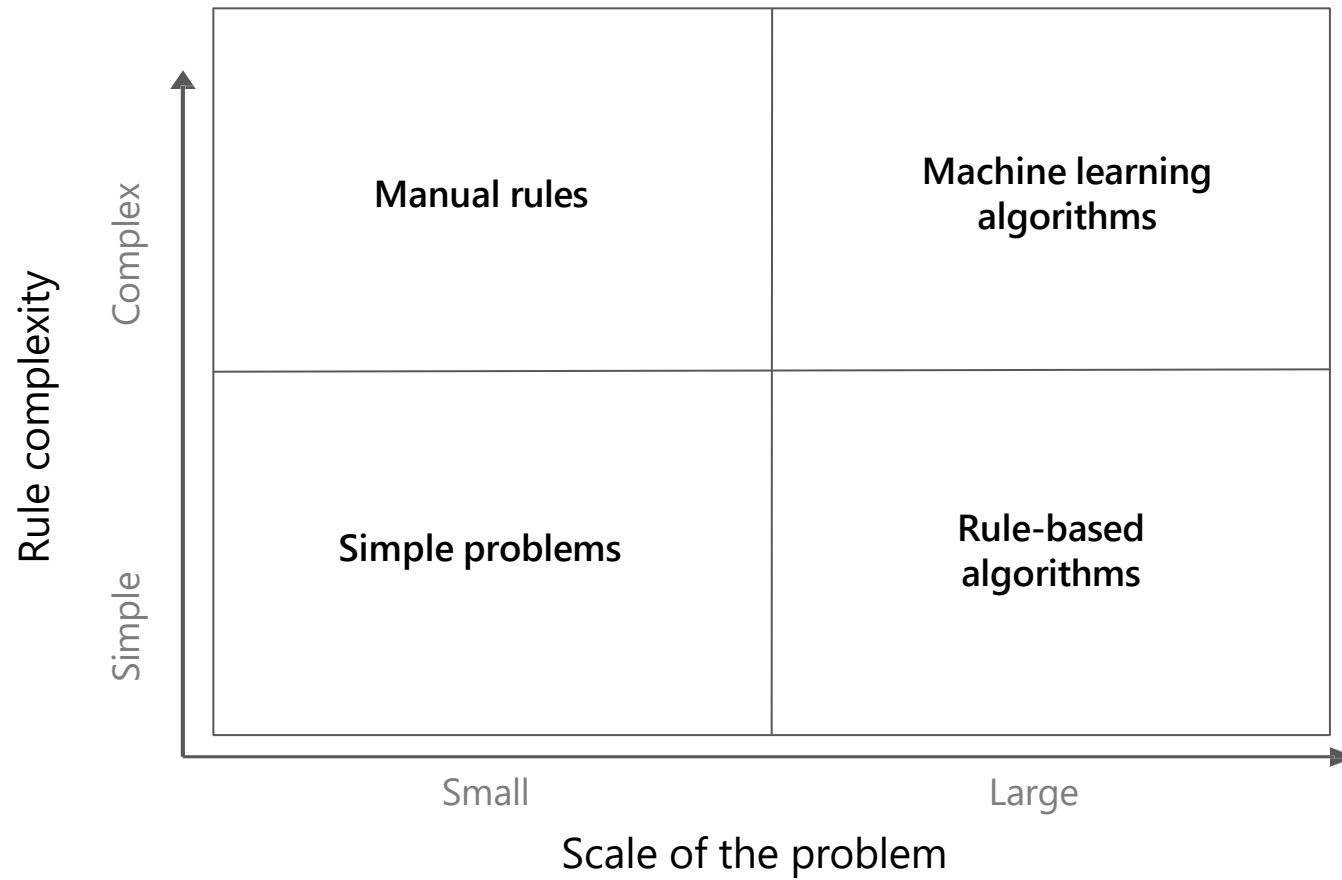 Rule complexity
Complex
Simple
Manual rules
Machine learning
algorithms
Simple problems
Rule-based
algorithms
Small
Large
Scale of the problem